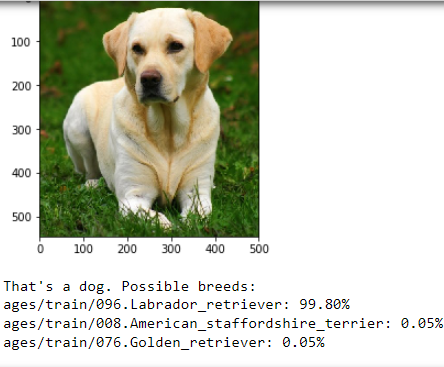 100
200
300
400
500
0 100 200 300 400 500
That's a dog. Possible breeds:
ages/train/096.Labrador_retriever: 99.80%
ages/train/008.American_staffordshire_terrier: 0.05%
ages/train/076.Golden_retriever: 0.05%